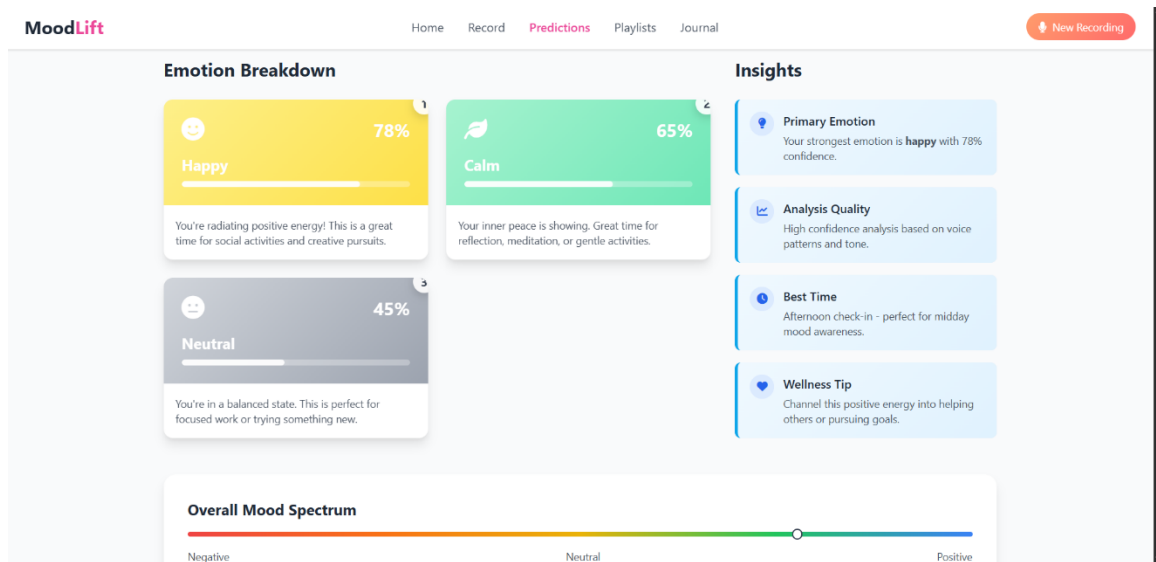 MoodLift
Home Record Predictions Playlists Journal
New Recording
Emotion Breakdown
1
78%
Happy
You're radiating positive energy! This is a great
time for social activities and creative pursuits.
2
65%
Calm
Your inner peace is showing. Great time for
reflection, meditation, or gentle activities.
3
45%
Neutral
You're in a balanced state. This is perfect for
focused work or trying something new.
Insights
Primary Emotion
Your strongest emotion is happy with 78%
confidence.
Analysis Quality
High confidence analysis based on voice
patterns and tone.
Best Time
Afternoon check-in - perfect for midday
mood awareness.
Wellness Tip
Channel this positive energy into helping
others or pursuing goals.
Overall Mood Spectrum
Negative Neutral Positive